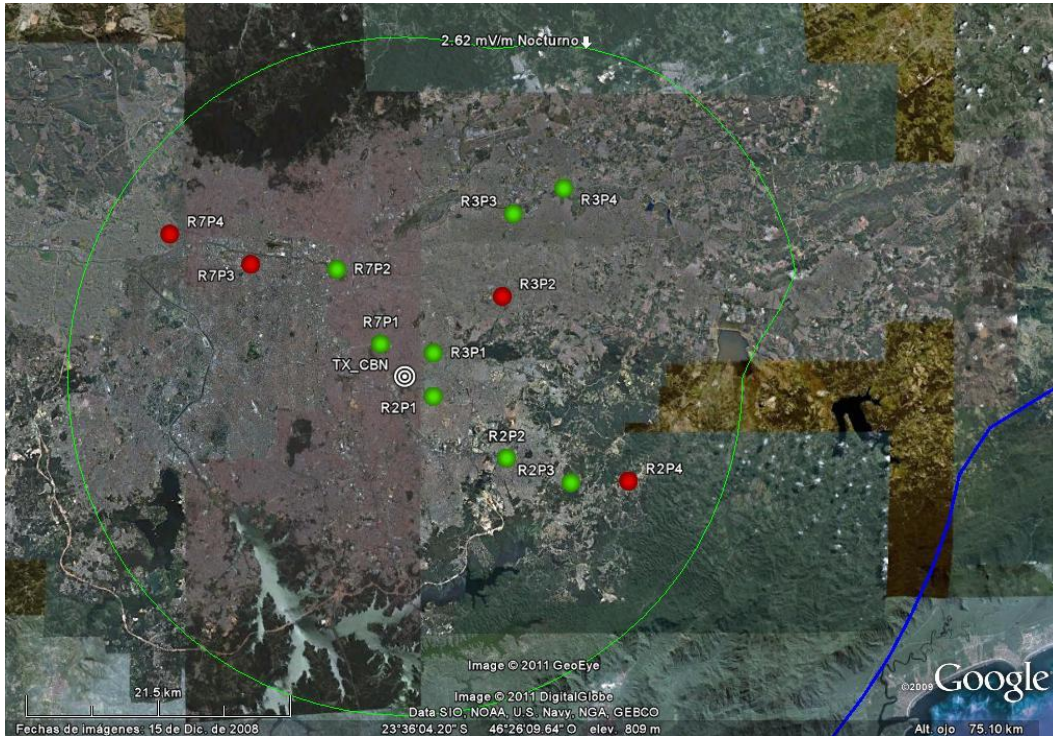 2.62 mV/m Nocturno
R3P3
R3P4
R7P4
R7P3
R7P2
R3P2
R7P1
R3P1
TX_CBN
R2P1
R2P2
R2P3
R2P4
Image © 2011 GeoEye
21.5 km
Image © 2011 DigitalGlobe
©2009 Google
Data SIO, NOAA, U.S. Navy, NGA, GEBCO
Fechas de imágenes: 15 de Dic. de 2008 23°36'04.20" S 46°26'09.64" O elev. 809 m Alt. ojo 75.10 km